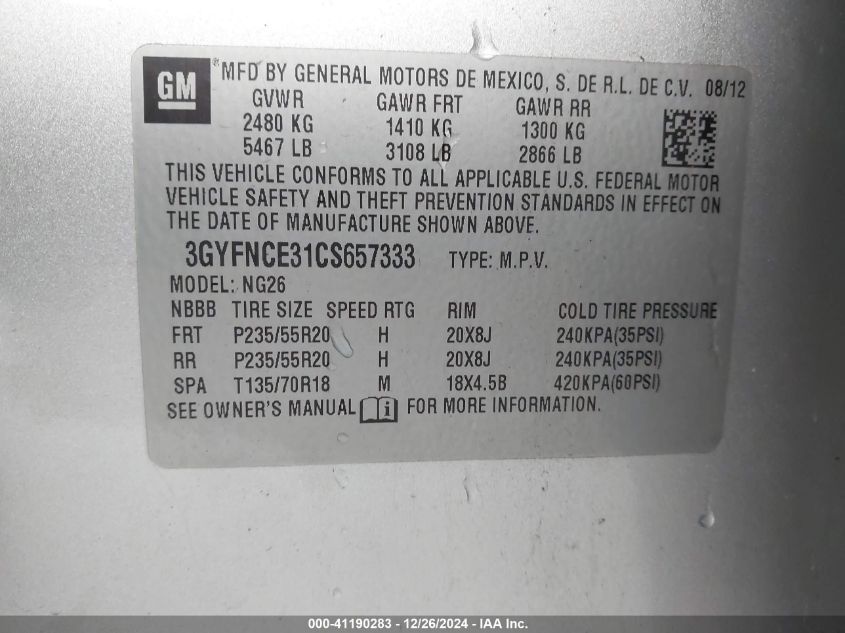 GM
*MFD BY GENERAL MOTORS DE MEXICO, S. DE R.L. DE C.V. 08/12
GVWR GAWR FRT GAWR RR
2480 KG 1410 KG 1300 KG
5467 LB 3108 LB 2866 LB
THIS VEHICLE CONFORMS TO ALL APPLICABLE U.S. FEDERAL MOTOR
VEHICLE SAFETY AND THEFT PREVENTION STANDARDS IN EFFECT ON
THE DATE OF MANUFACTURE SHOWN ABOVE.
3GYFNCE31CS657333 TYPE: M.P.V.
MODEL: NG26
NBBB TIRE SIZE SPEED RTG RIM COLD TIRE PRESSURE
FRT P235/55R20 H 20X8J 240KPA(35PSI)
RR P235/55R20 H 20X8J 240KPA(35PSI)
SPA T135/70R18 M 18X4.5B 420KPA(60PSI)
SEE OWNER'S MANUAL i FOR MORE INFORMATION.
000-41190283 - 12/26/2024 - IAA Inc.